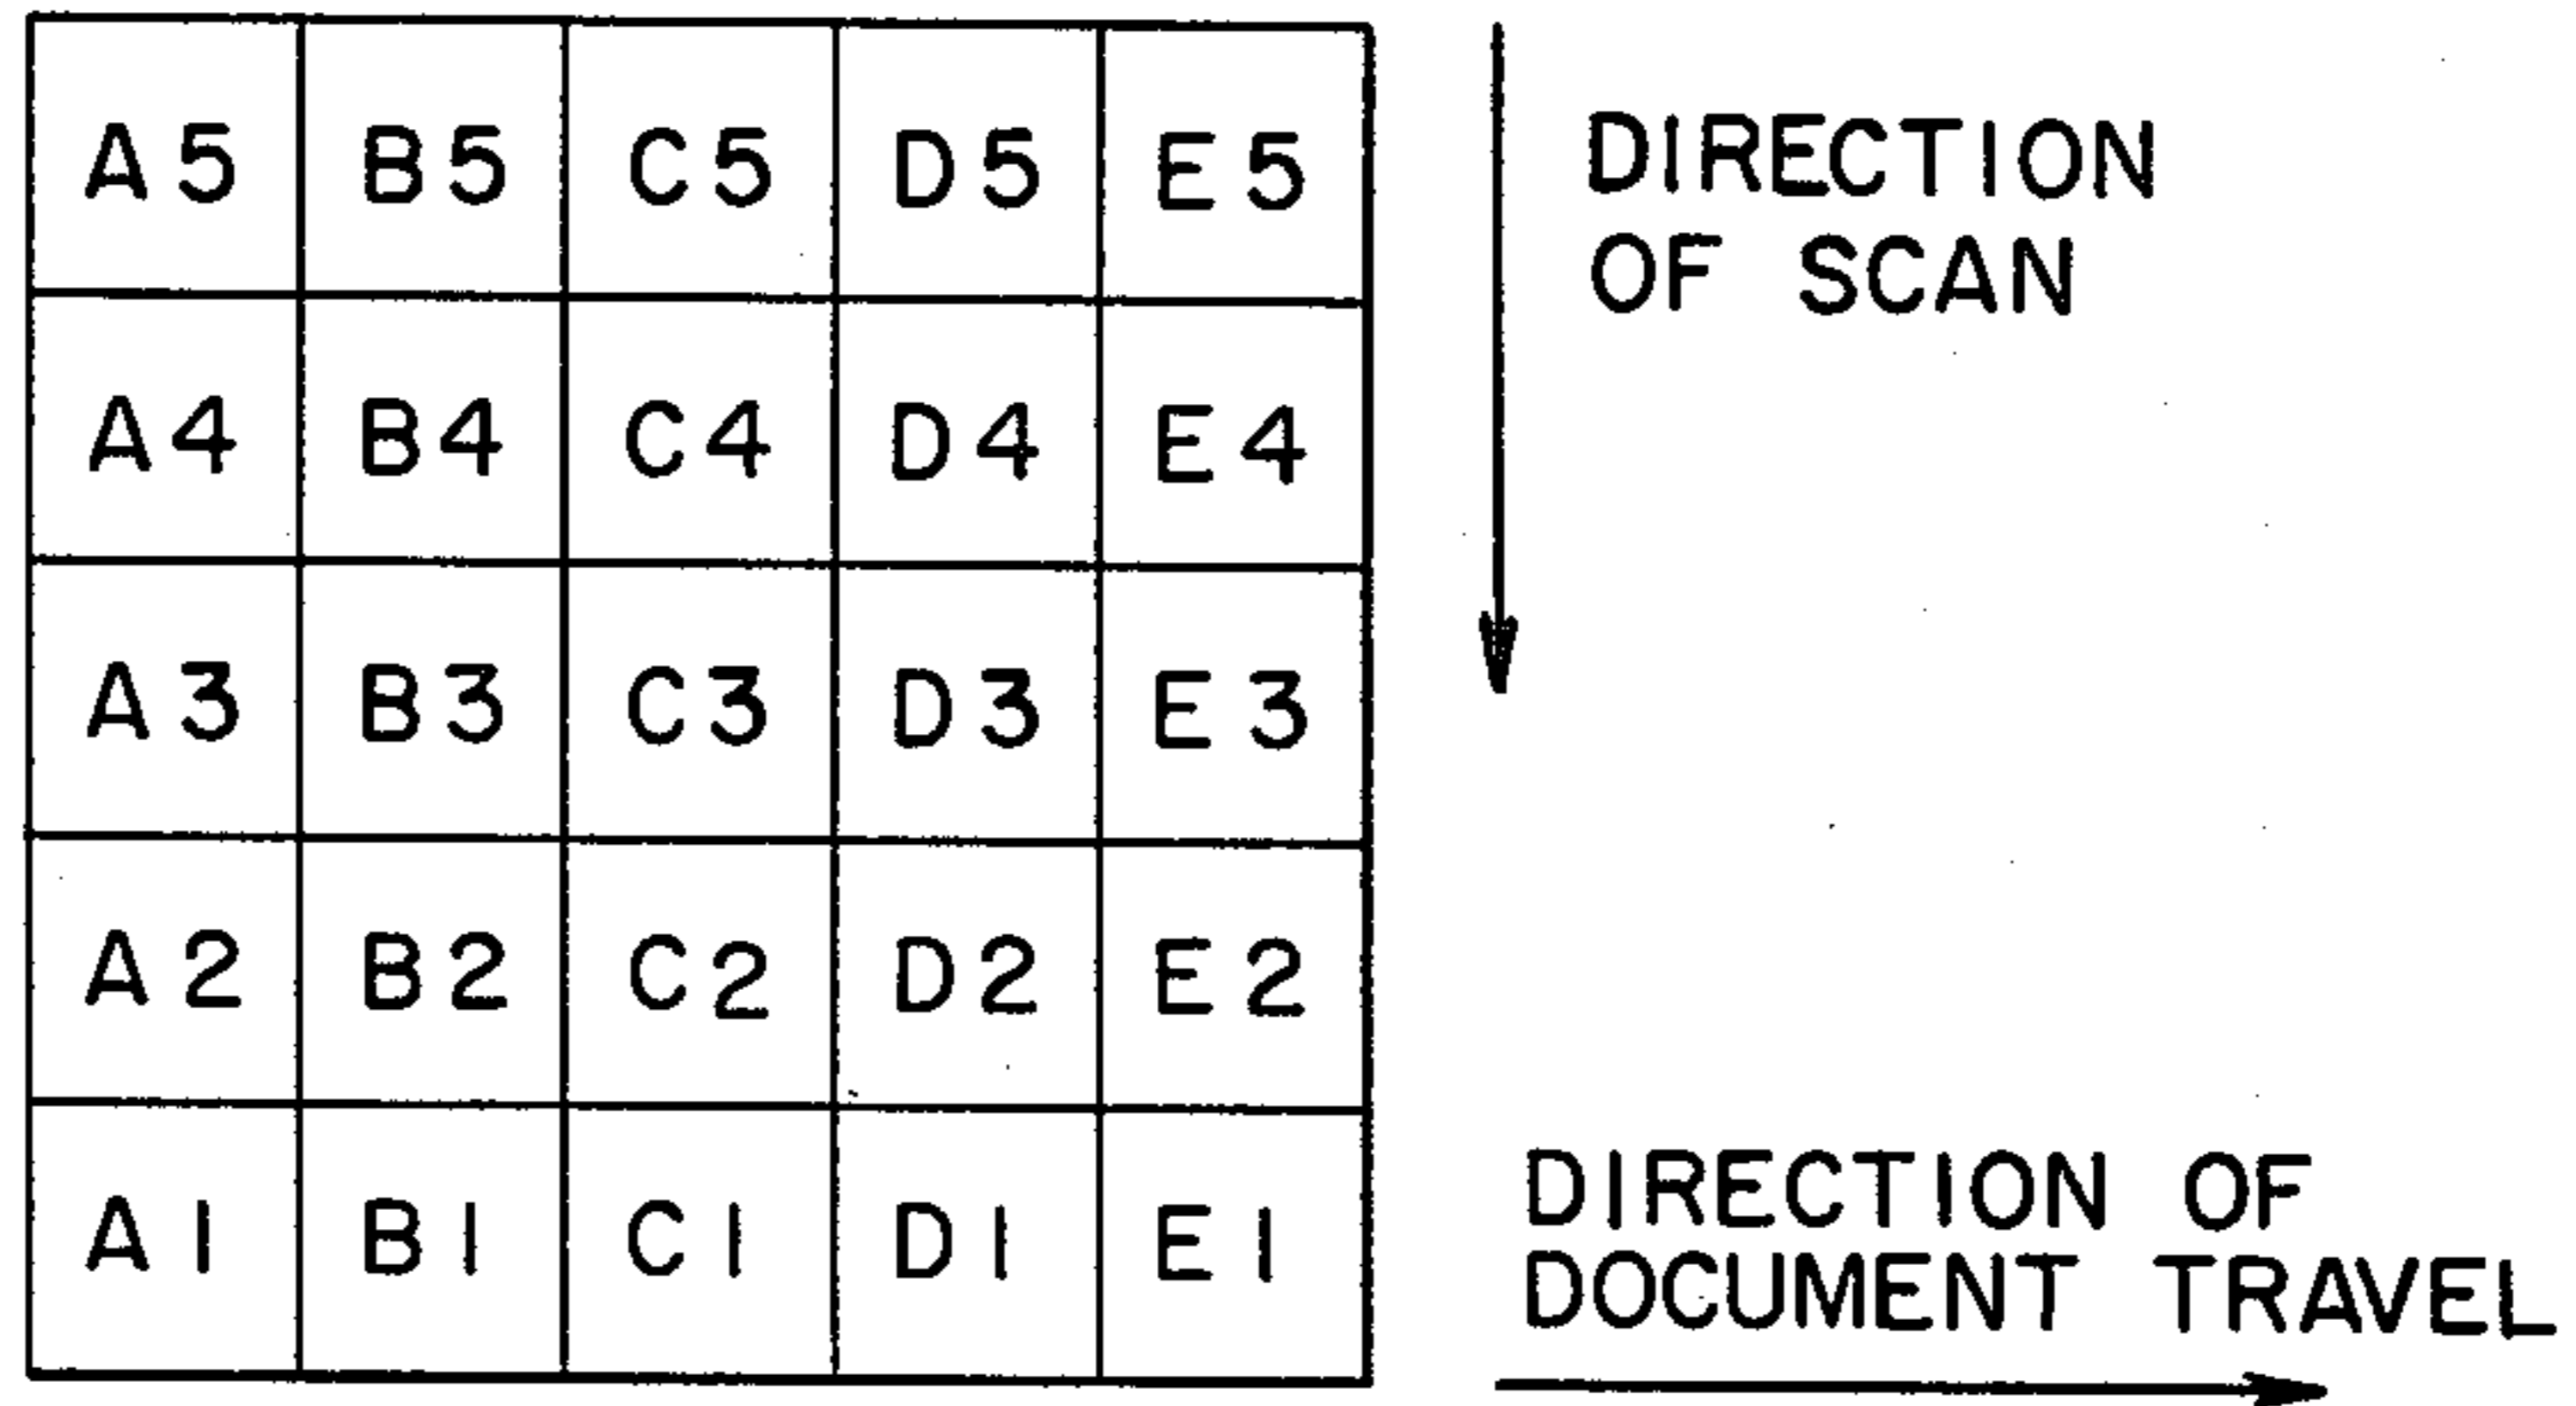 A5 B5 C5 D5 E5
A4 B4 C4 D4 E4
A3 B3 C3 D3 E3
A2 B2 C2 D2 E2
A1 B1 C1 D1 E1
DIRECTION
OF SCAN
DIRECTION OF
DOCUMENT TRAVEL